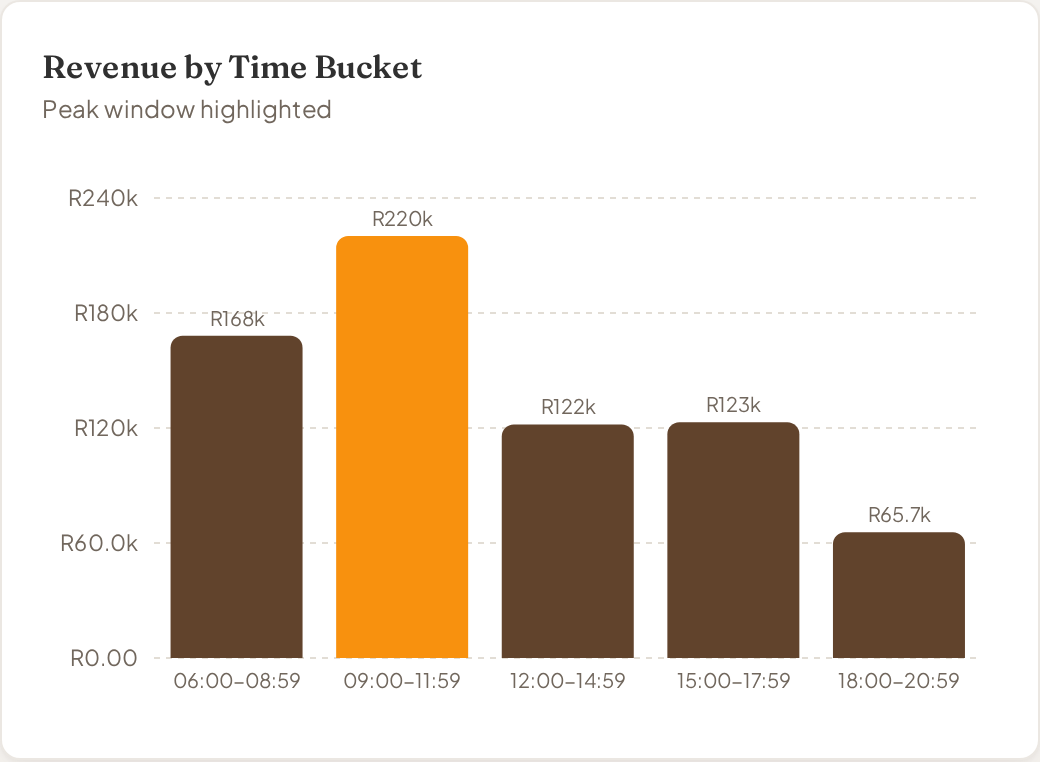 Revenue by Time Bucket
Peak window highlighted
R240k
R220k
R180k
R168k
R120k
R122k
R123k
R60.0k
R65.7k
R0.00
06:00–08:59
09:00–11:59
12:00–14:59
15:00–17:59
18:00–20:59